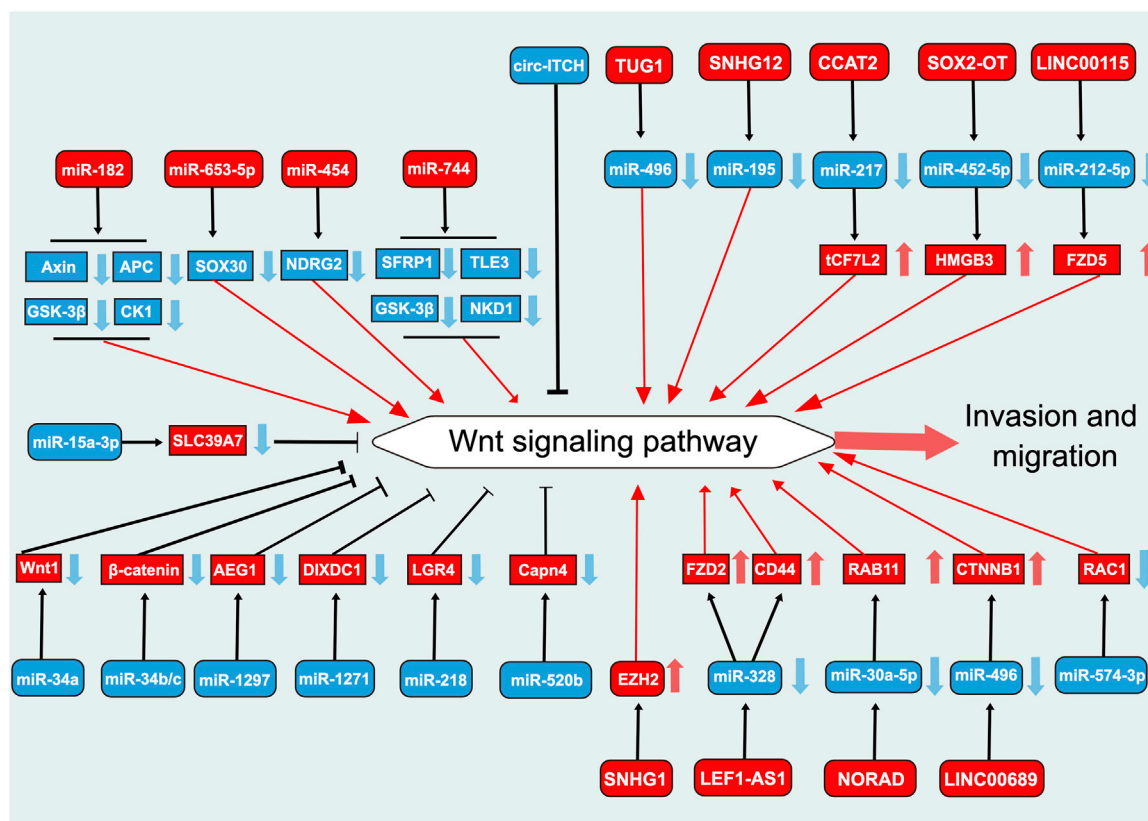 circ-ITCH
TUG1
SNHG12
CCAT2
SOX2-OT
LINC00115
miR-182
miR-653-5p
miR-454
miR-744
miR-496
miR-195
miR-217
miR-452-5p
miR-212-5p
Axin
APC
SOX30
NDRG2
SFRP1
TLE3
tCF7L2
HMGB3
FZD5
GSK-3β
CK1
GSK-3β
NKD1
miR-15a-3p
SLC39A7
Wnt signaling pathway
Invasion and
migration
Wnt1
β-catenin
AEG1
DIXDC1
LGR4
Capn4
FZD2
CD44
RAB11
CTNNB1
RAC1
miR-34a
miR-34b/c
miR-1297
miR-1271
miR-218
miR-520b
EZH2
miR-328
miR-30a-5p
miR-496
miR-574-3p
SNHG1
LEF1-AS1
NORAD
LINC00689